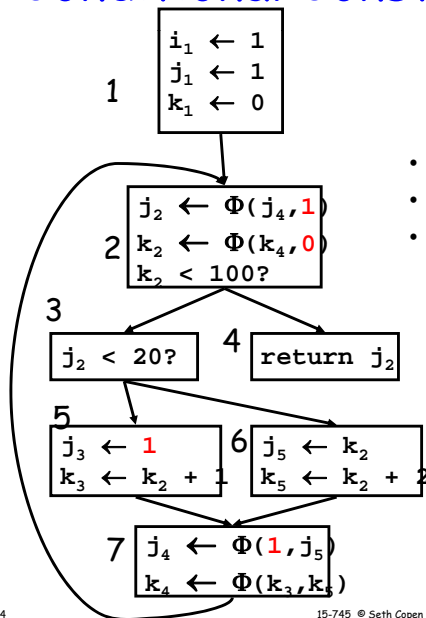 1
i₁ ← 1
j₁ ← 1
k₁ ← 0
2
j₂ ← Φ(j₄,1)
k₂ ← Φ(k₄,0)
k₂ < 100?
3
j₂ < 20?
4
return j₂
5
j₃ ← 1
k₃ ← k₂ + 1
6
j₅ ← k₂
k₅ ← k₂ + 2
7
j₄ ← Φ(1,j₅)
k₄ ← Φ(k₃,k₅)
4
15-745 © Seth Copen